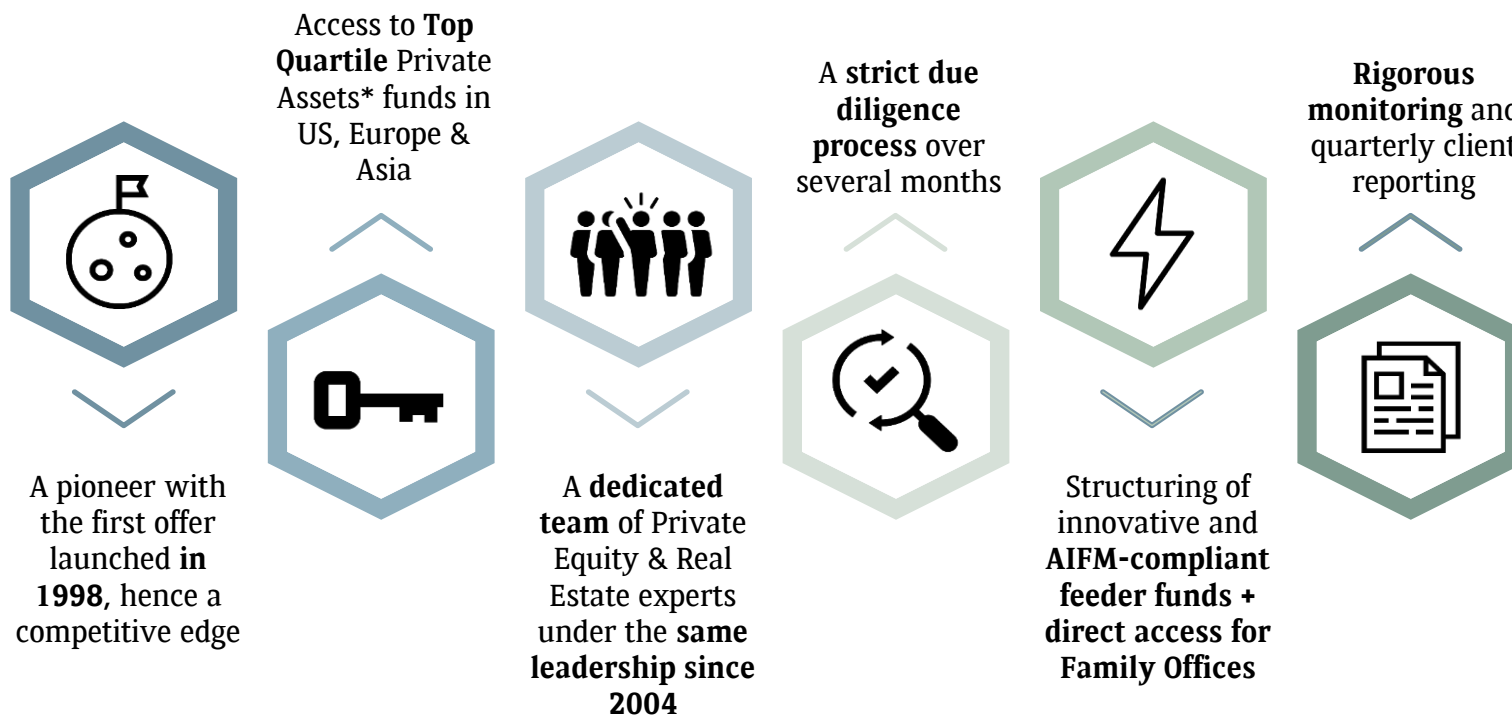 A pioneer with
the first offer
launched in
1998, hence a
competitive edge
Access to Top
Quartile Private
Assets* funds in
US, Europe &
Asia
A dedicated
team of Private
Equity & Real
Estate experts
under the same
leadership since
2004
A strict due
diligence
process over
several months
Structuring of
innovative and
AIFM-compliant
feeder funds +
direct access for
Family Offices
Rigorous
monitoring and
quarterly client
reporting